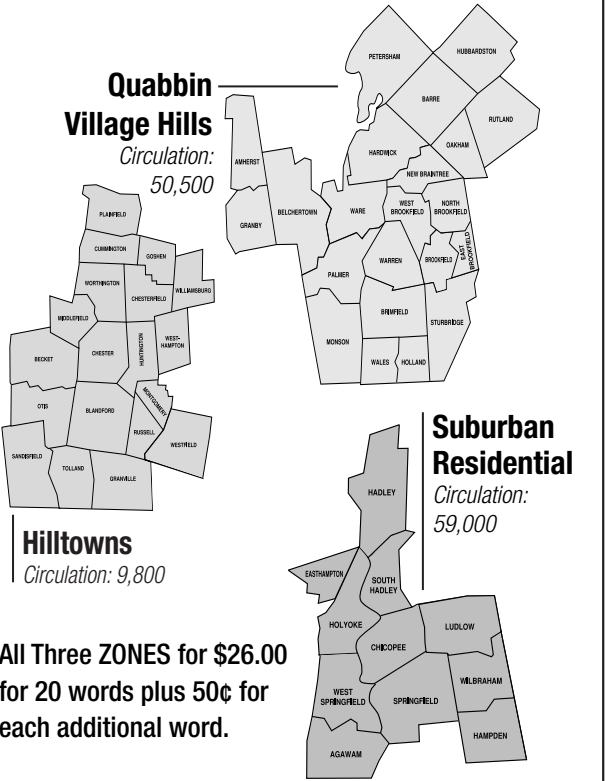 Quabbin
Village Hills
Circulation:
50,500
PETERSHAM
HUBBARDSTON
BARRE
RUTLAND
OAKHAM
HARDWICK
NEW BRAINTREE
AMHERST
GRANBY
BELCHERTOWN
WARE
WEST
BROOKFIELD
NORTH
BROOKFIELD
EAST
BROOKFIELD
BROOKFIELD
WARREN
PALMER
BRIMFIELD
STURBRIDGE
MONSON
WALES
HOLLAND
PLAINFIELD
CUMMINGTON
GOSHEN
WORTHINGTON
CHESTERFIELD
WILLIAMSBURG
MIDDLEFIELD
WEST-
HAMPTON
BECKET
CHESTER
HUNTINGTON
MONTGOMERY
OTIS
BLANDFORD
RUSSELL
WESTFIELD
SANDISFIELD
TOLLAND
GRANVILLE
Hilltowns
Circulation: 9,800
Suburban
Residential
Circulation:
59,000
HADLEY
EASTHAMPTON
SOUTH
HADLEY
HOLYOKE
CHICOPEE
LUDLOW
WEST
SPRINGFIELD
SPRINGFIELD
WILBRAHAM
AGAWAM
HAMPDEN
All Three ZONES for $26.00
for 20 words plus 50¢ for
each additional word.